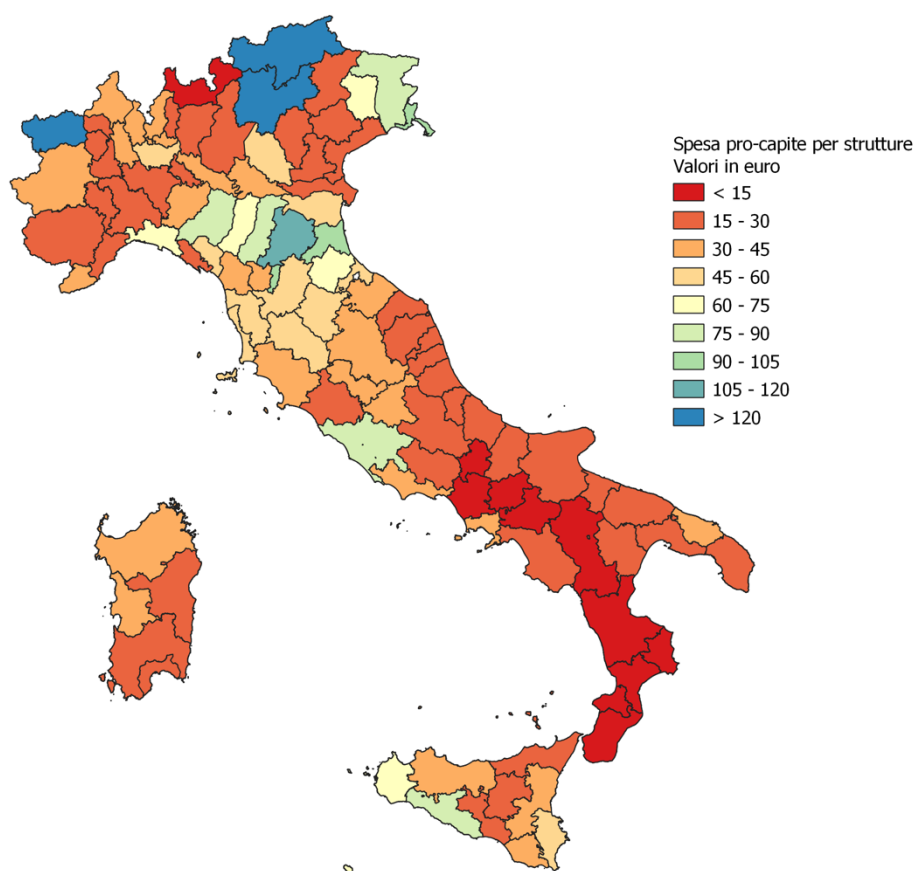 Spesa pro-capite per strutture
Valori in euro
< 15
15 - 30
30 - 45
45 - 60
60 - 75
75 - 90
90 - 105
105 - 120
> 120